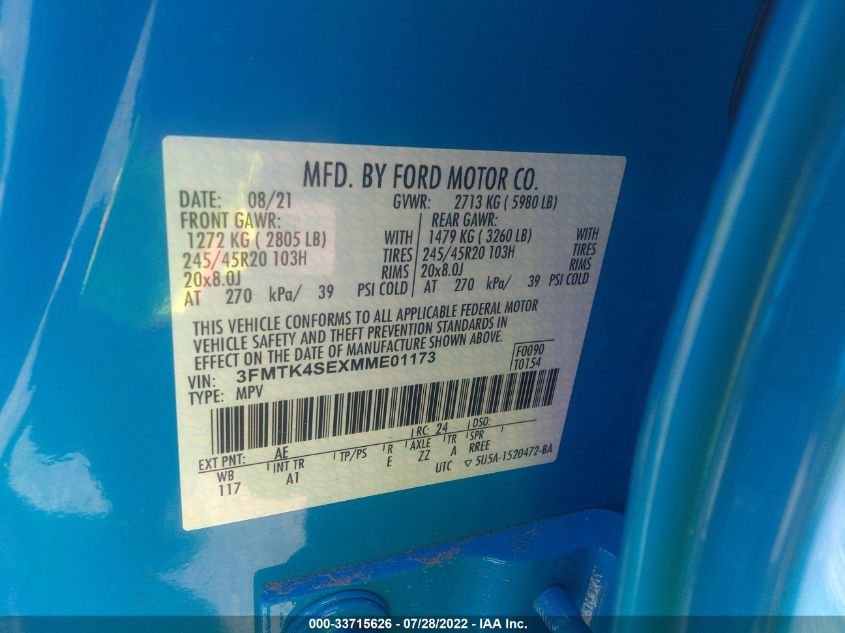 MFD. BY FORD MOTOR CO.
DATE: 08/21 GVWR: 2713 KG ( 5980 LB)
FRONT GAWR: REAR GAWR:
1272 KG ( 2805 LB) WITH 1479 KG ( 3260 LB) WITH
245/45R20 103H TIRES 245/45R20 103H TIRES
20x8.0J RIMS 20x8.0J RIMS
AT 270 kPa/ 39 PSI COLD AT 270 kPa/ 39 PSI COLD
THIS VEHICLE CONFORMS TO ALL APPLICABLE FEDERAL MOTOR
VEHICLE SAFETY AND THEFT PREVENTION STANDARDS IN
EFFECT ON THE DATE OF MANUFACTURE SHOWN ABOVE.
VIN: 3FMTK4SEXMME01173 F0090
TYPE: MPV T0154
EXT PNT: AE RC: 24 DSO:
WB INT TR TP/PS R AXLE TR SPR
117 A1 E ZZ A RREE
UTC ▽ 5U5A-1520472-BA
000-33715626 - 07/28/2022 - IAA Inc.